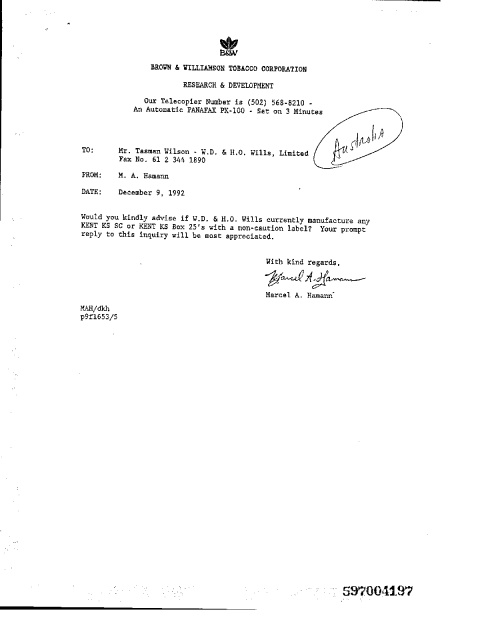 B&W
BROWN & WILLIAMSON TOBACCO CORPORATION
RESEARCH & DEVELOPMENT
Our Telecopier Number is (502) 568-8210 -
An Automatic PANAFAX PX-100 - Set on 3 Minutes
Australia
TO: Mr. Tasman Wilson - W.D. & H.O. Wills, Limited
Fax No. 61 2 344 1890
FROM: M. A. Hamann
DATE: December 9, 1992
Would you kindly advise if W.D. & H.O. Wills currently manufacture any
KENT KS SC or KENT KS Box 25's with a non-caution label? Your prompt
reply to this inquiry will be most appreciated.
With kind regards,
Marcel A. Hamann
Marcel A. Hamann
MAH/dkh
p9f1653/5
597004197